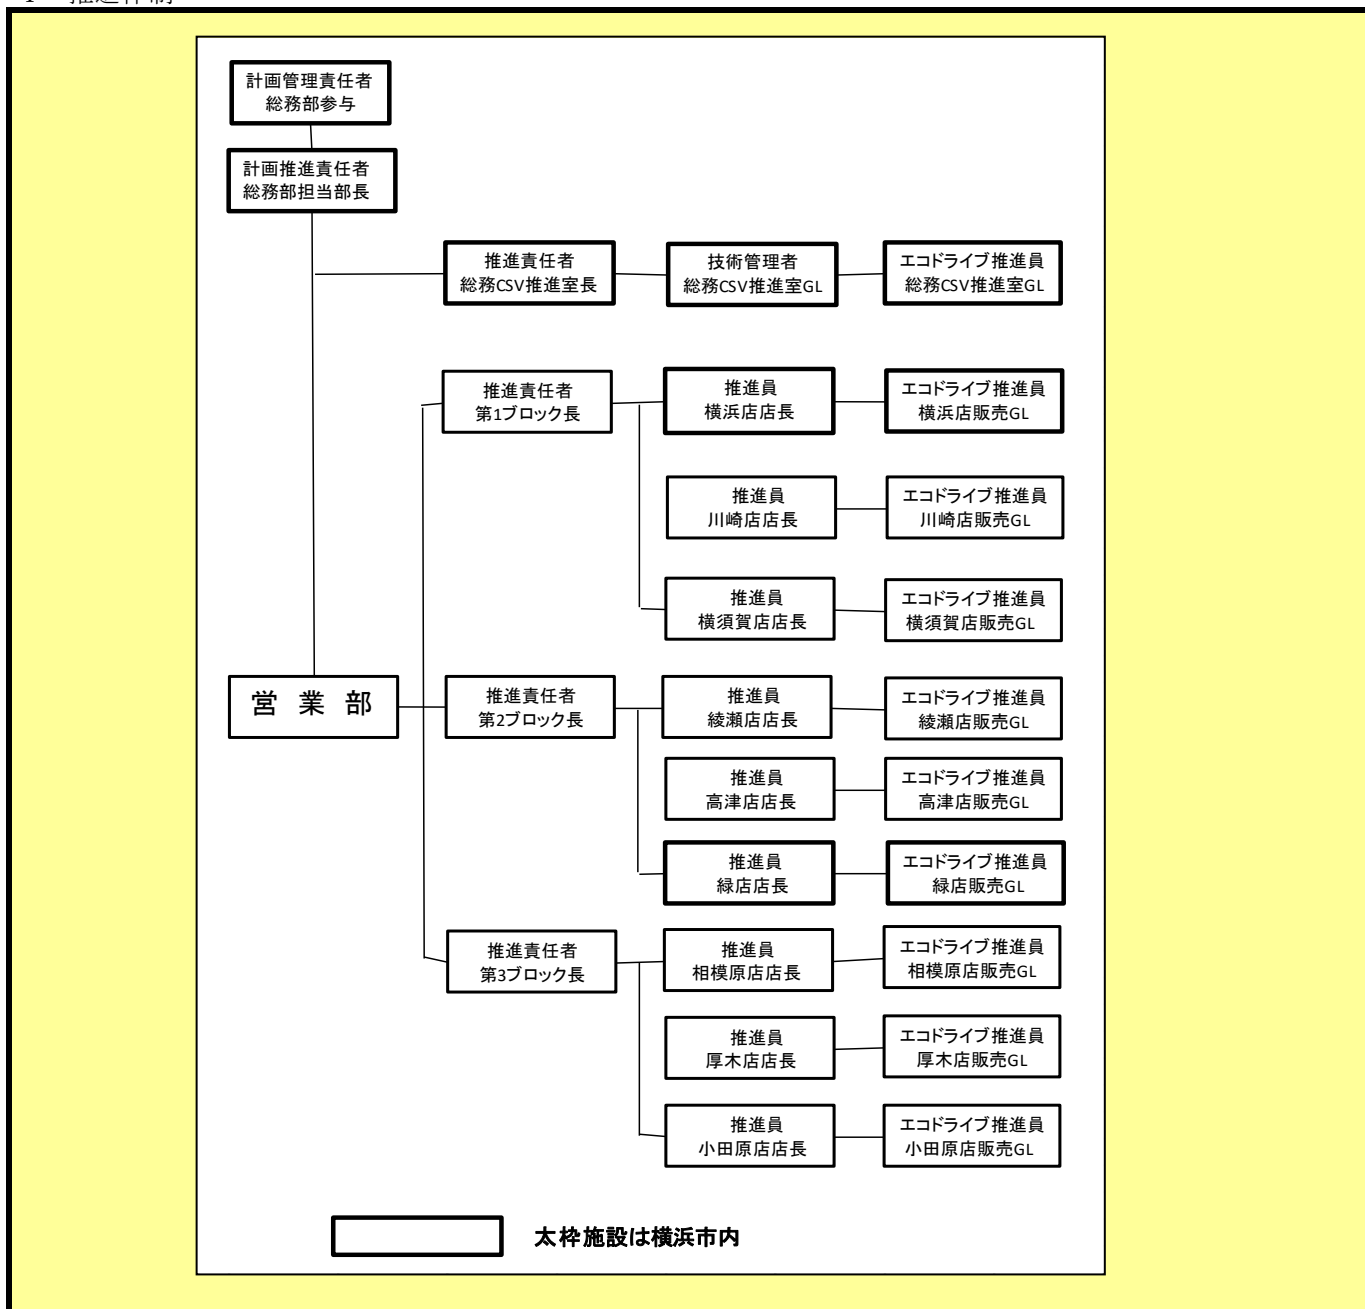 1 推進体制
計画管理責任者
総務部参与
計画推進責任者
総務部担当部長
推進責任者
総務CSV推進室長
技術管理者
総務CSV推進室GL
エコドライブ推進員
総務CSV推進室GL
推進責任者
第1ブロック長
推進員
横浜店店長
エコドライブ推進員
横浜店販売GL
推進員
川崎店店長
エコドライブ推進員
川崎店販売GL
推進員
横須賀店店長
エコドライブ推進員
横須賀店販売GL
営業部
推進責任者
第2ブロック長
推進員
綾瀬店店長
エコドライブ推進員
綾瀬店販売GL
推進員
高津店店長
エコドライブ推進員
高津店販売GL
推進員
緑店店長
エコドライブ推進員
緑店販売GL
推進責任者
第3ブロック長
推進員
相模原店店長
エコドライブ推進員
相模原店販売GL
推進員
厚木店店長
エコドライブ推進員
厚木店販売GL
推進員
小田原店店長
エコドライブ推進員
小田原店販売GL
太枠施設は横浜市内